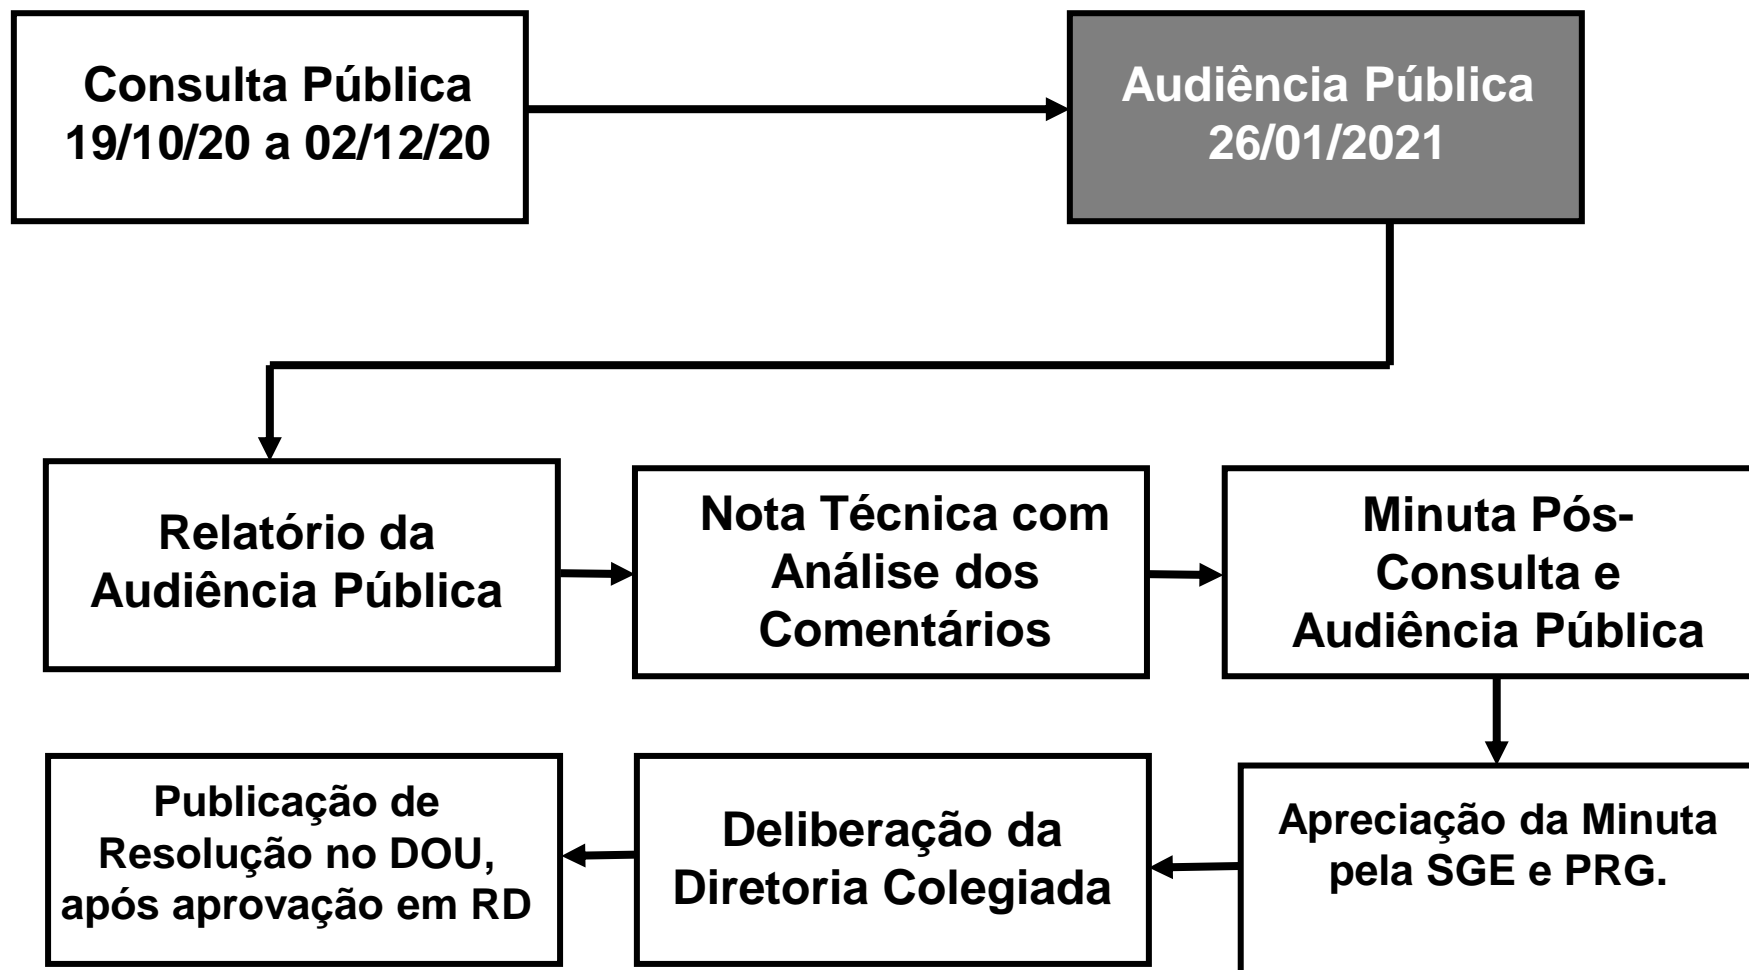 Consulta Pública
19/10/20 a 02/12/20
Audiência Pública
26/01/2021
Relatório da
Audiência Pública
Nota Técnica com
Análise dos
Comentários
Minuta Pós-
Consulta e
Audiência Pública
Publicação de
Resolução no DOU,
após aprovação em RD
Deliberação da
Diretoria Colegiada
Apreciação da Minuta
pela SGE e PRG.